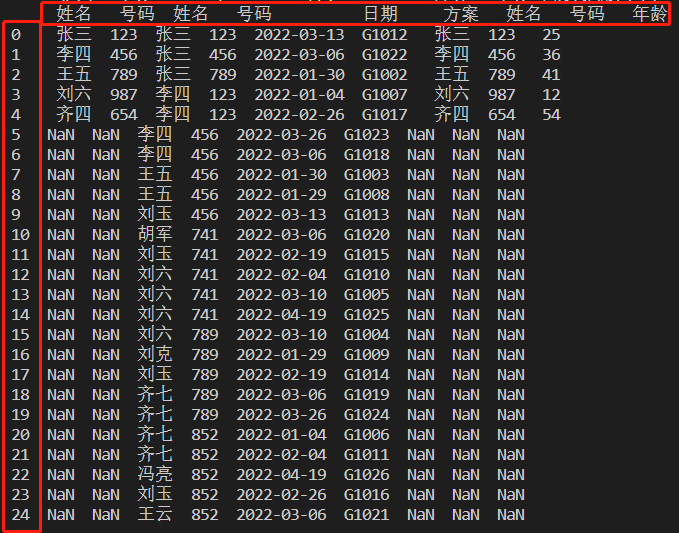 姓名 号码 姓名 号码 日期 方案 姓名 号码 年龄
0 张三 123 张三 123 2022-03-13 G1012 张三 123 25
1 李四 456 张三 456 2022-03-06 G1022 李四 456 36
2 王五 789 张三 789 2022-01-30 G1002 王五 789 41
3 刘六 987 李四 123 2022-01-04 G1007 刘六 987 12
4 齐四 654 李四 123 2022-02-26 G1017 齐四 654 54
5 NaN NaN 李四 456 2022-03-26 G1023 NaN NaN NaN
6 NaN NaN 李四 456 2022-03-06 G1018 NaN NaN NaN
7 NaN NaN 王五 456 2022-01-30 G1003 NaN NaN NaN
8 NaN NaN 王五 456 2022-01-29 G1008 NaN NaN NaN
9 NaN NaN 刘玉 456 2022-03-13 G1013 NaN NaN NaN
10 NaN NaN 胡军 741 2022-03-06 G1020 NaN NaN NaN
11 NaN NaN 刘玉 741 2022-02-19 G1015 NaN NaN NaN
12 NaN NaN 刘六 741 2022-02-04 G1010 NaN NaN NaN
13 NaN NaN 刘六 741 2022-03-10 G1005 NaN NaN NaN
14 NaN NaN 刘六 741 2022-04-19 G1025 NaN NaN NaN
15 NaN NaN 刘六 789 2022-03-10 G1004 NaN NaN NaN
16 NaN NaN 刘克 789 2022-01-29 G1009 NaN NaN NaN
17 NaN NaN 刘玉 789 2022-02-19 G1014 NaN NaN NaN
18 NaN NaN 齐七 789 2022-03-06 G1019 NaN NaN NaN
19 NaN NaN 齐七 789 2022-03-26 G1024 NaN NaN NaN
20 NaN NaN 齐七 852 2022-01-04 G1006 NaN NaN NaN
21 NaN NaN 齐七 852 2022-02-04 G1011 NaN NaN NaN
22 NaN NaN 冯亮 852 2022-04-19 G1026 NaN NaN NaN
23 NaN NaN 刘玉 852 2022-02-26 G1016 NaN NaN NaN
24 NaN NaN 王云 852 2022-03-06 G1021 NaN NaN NaN